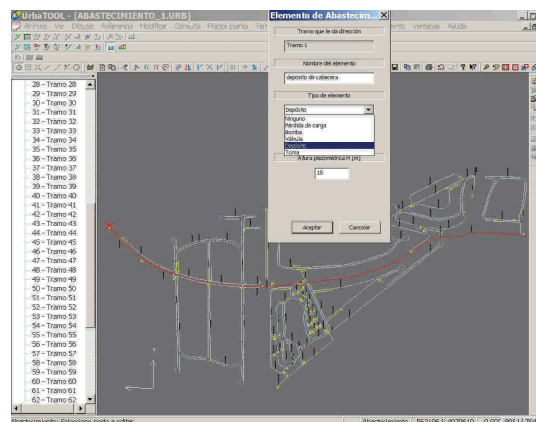 UrbaTOOL - [ABASTECIMIENTO_1.URB]
Archivo Ver Dibujar Referencia Modificar Consulta Planos planta Ventanas Ayuda
Elemento de Abastecim...
Tramo que le da dirección
Tramo 1
Nombre del elemento
deposito de cabecera
Tipo de elemento
Depósito
Ninguno
Pérdida de carga
Bomba
Válvula
Depósito
Toma
Altura piezométrica H [m]
15
Aceptar Cancelar
28 - Tramo 28
29 - Tramo 29
30 - Tramo 30
31 - Tramo 31
32 - Tramo 32
33 - Tramo 33
34 - Tramo 34
35 - Tramo 35
36 - Tramo 36
37 - Tramo 37
38 - Tramo 38
39 - Tramo 39
40 - Tramo 40
41 - Tramo 41
42 - Tramo 42
43 - Tramo 43
44 - Tramo 44
45 - Tramo 45
46 - Tramo 46
47 - Tramo 47
48 - Tramo 48
49 - Tramo 49
50 - Tramo 50
51 - Tramo 51
52 - Tramo 52
53 - Tramo 53
54 - Tramo 54
55 - Tramo 55
56 - Tramo 56
57 - Tramo 57
58 - Tramo 58
59 - Tramo 59
60 - Tramo 60
61 - Tramo 61
62 - Tramo 62
Abastecimiento: Seleccione nodo a editar
Abastecimiento